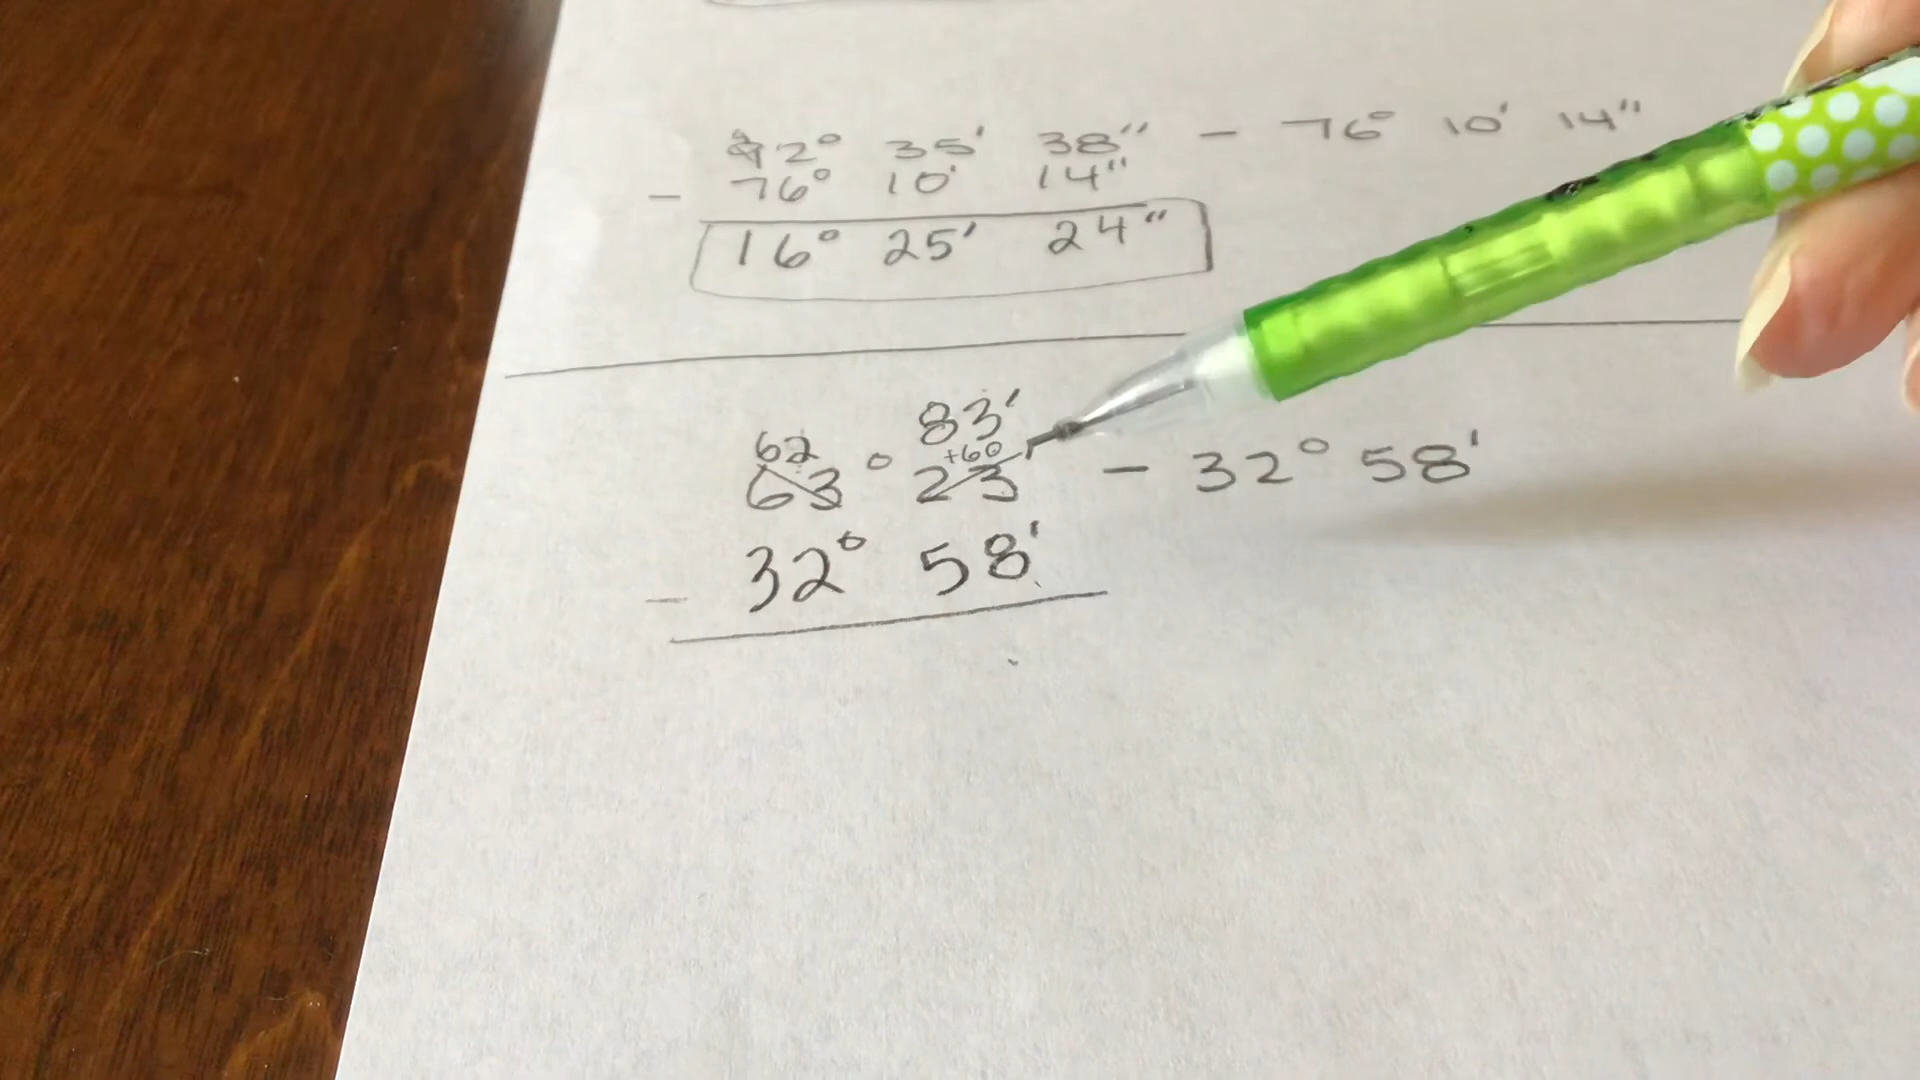 92° 35' 38" - 76° 10' 14"
- 76° 10' 14"
16° 25' 24"
83'
62 +60
63° 23' - 32° 58'
- 32° 58'